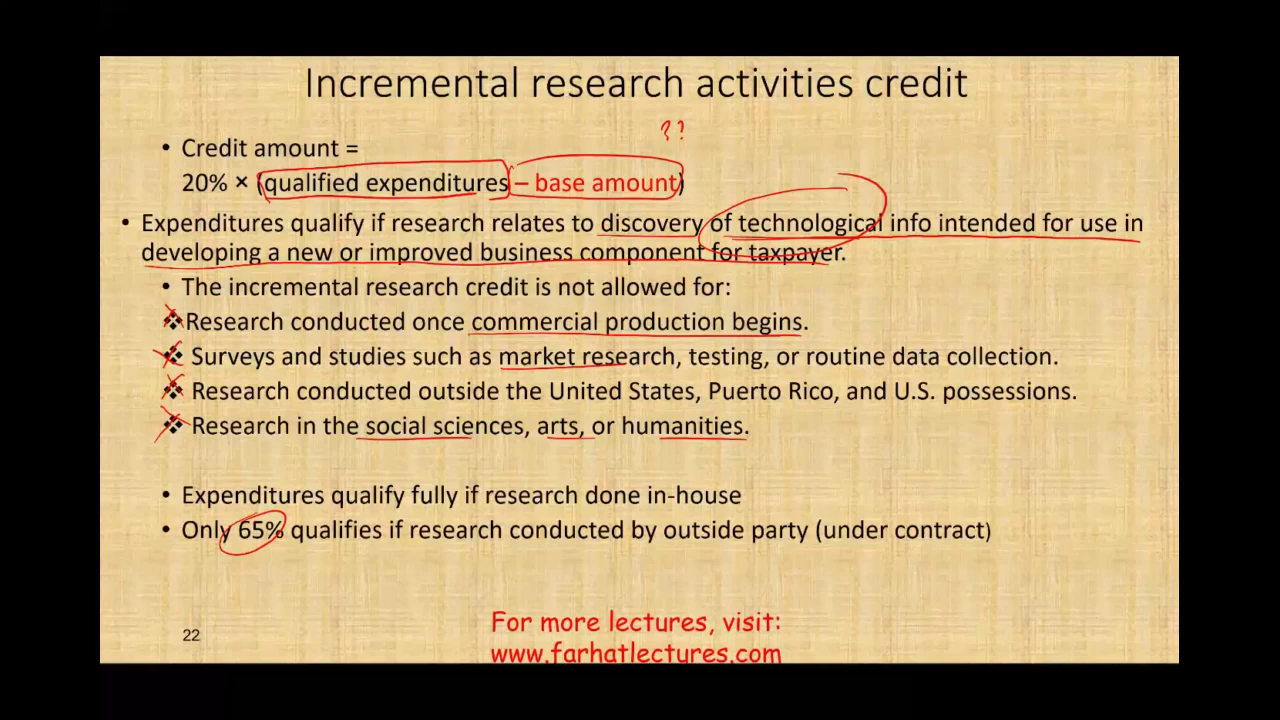 Incremental research activities credit
??
• Credit amount =
20% × (qualified expenditures – base amount)
• Expenditures qualify if research relates to discovery of technological info intended for use in
developing a new or improved business component for taxpayer.
• The incremental research credit is not allowed for:
❖Research conducted once commercial production begins.
❖ Surveys and studies such as market research, testing, or routine data collection.
❖ Research conducted outside the United States, Puerto Rico, and U.S. possessions.
❖ Research in the social sciences, arts, or humanities.
• Expenditures qualify fully if research done in-house
• Only 65% qualifies if research conducted by outside party (under contract)
For more lectures, visit:
22
www.farhatlectures.com